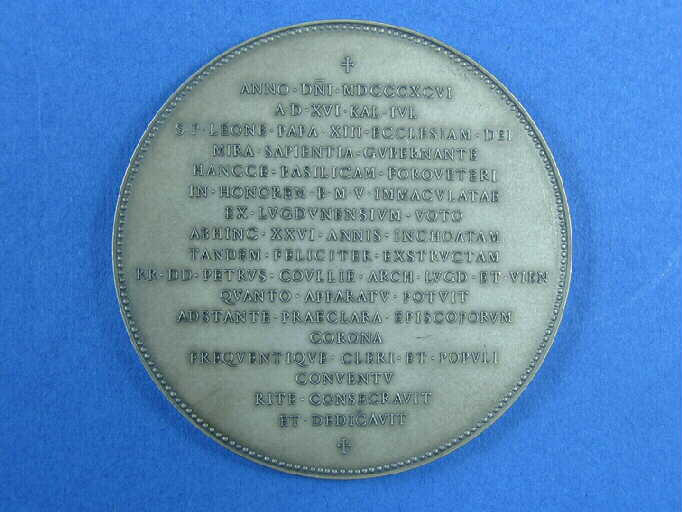 ANNO · DNI · MDCCCXCVI
A · D · XVI · KAL · IVL
S · P · LEONE · PAPA · XIII · ECCLESIAM · DEI
MIRA · SAPIENTIA · GVBERNANTE
HANCCE · BASILICAM · FOROVETERI
IN · HONOREM · B · M · V · IMMACVLATAE
EX · LVGDVNENSIVM · VOTO
ABHINC · XXVI · ANNIS · INCHOATAM
TANDEM · FELICITER · EXSTRVCTAM
RR · DD · PETRVS · COVLLIE · ARCH · LVGD · ET · VIEN
QVANTO · APPARATV · POTVIT
ADSTANTE · PRAECLARA · EPISCOPORVM
CORONA
FREQVENTIQVE · CLERI · ET · POPVLI
CONVENTV
RITE · CONSECRAVIT
ET · DEDICAVIT